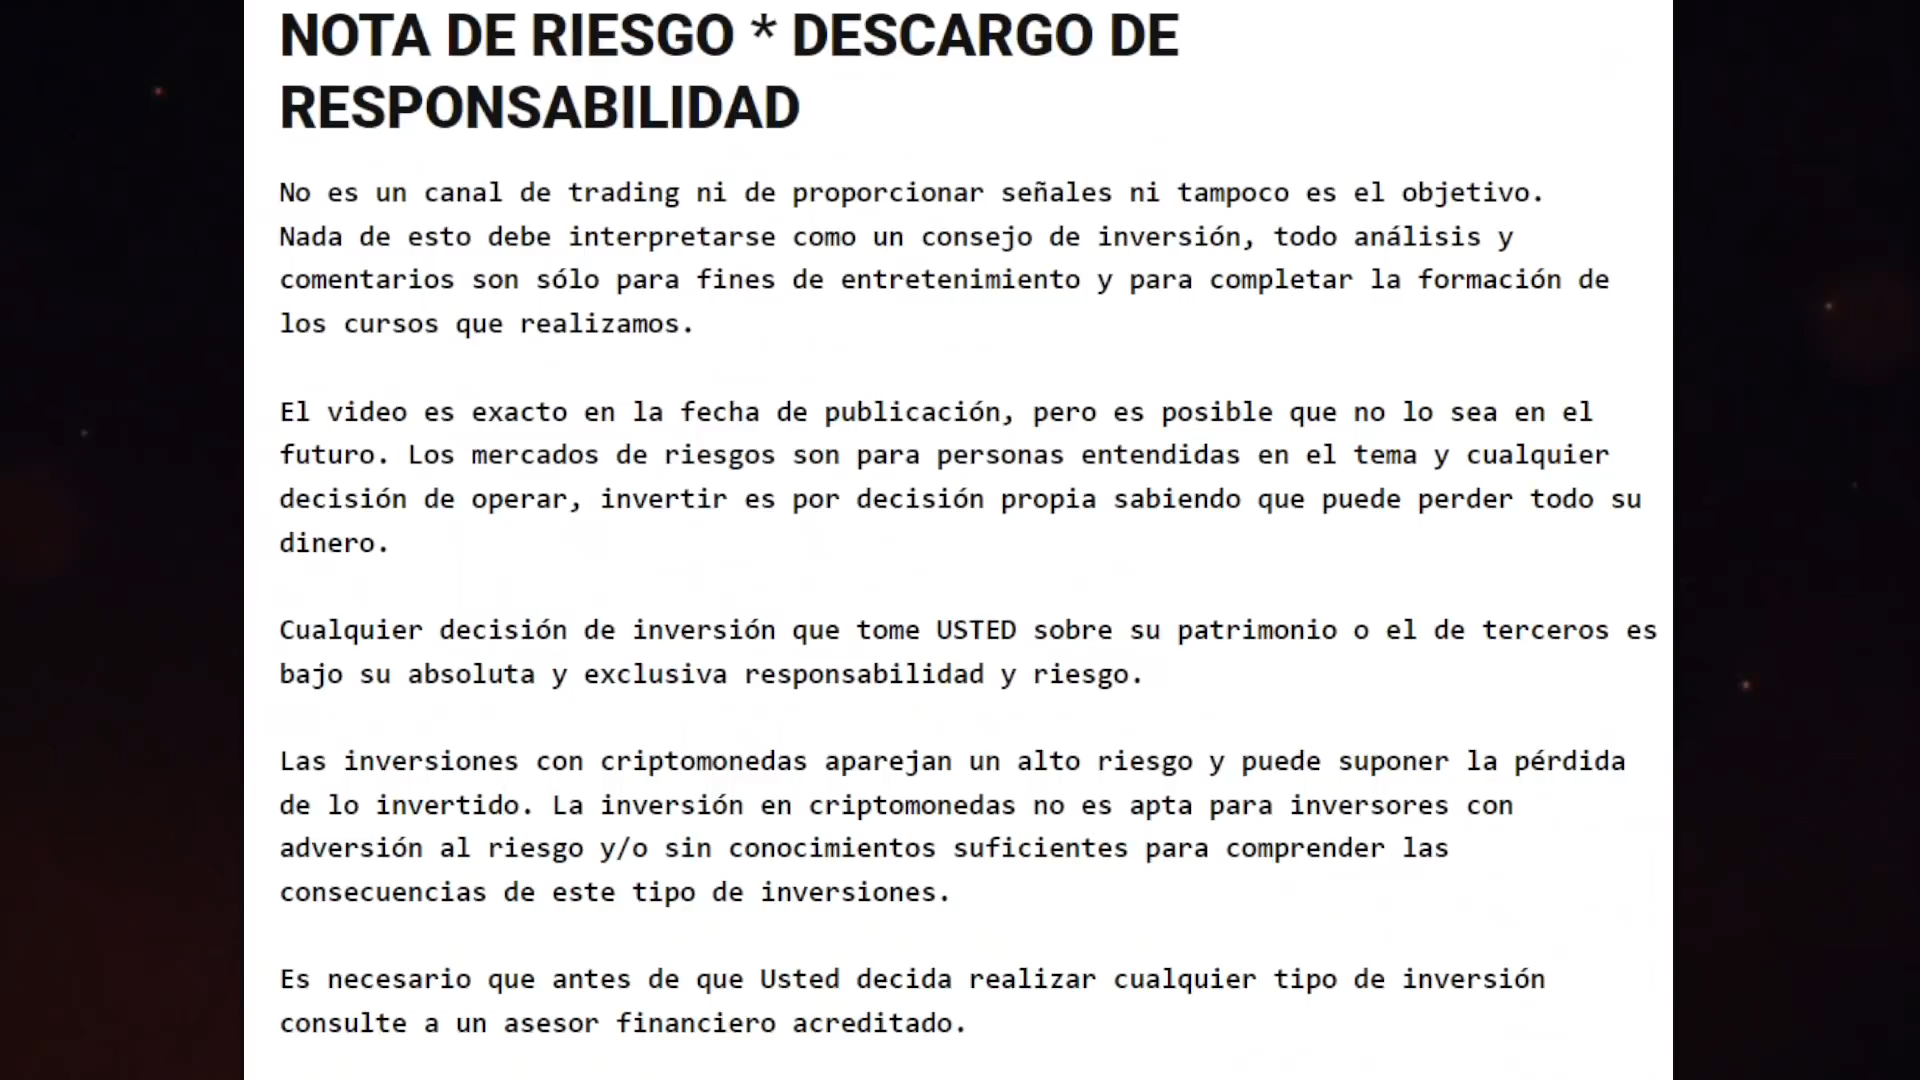 NOTA DE RIESGO * DESCARGO DE
RESPONSABILIDAD
No es un canal de trading ni de proporcionar señales ni tampoco es el objetivo.
Nada de esto debe interpretarse como un consejo de inversión, todo análisis y
comentarios son sólo para fines de entretenimiento y para completar la formación de
los cursos que realizamos.
El video es exacto en la fecha de publicación, pero es posible que no lo sea en el
futuro. Los mercados de riesgos son para personas entendidas en el tema y cualquier
decisión de operar, invertir es por decisión propia sabiendo que puede perder todo su
dinero.
Cualquier decisión de inversión que tome USTED sobre su patrimonio o el de terceros es
bajo su absoluta y exclusiva responsabilidad y riesgo.
Las inversiones con criptomonedas aparejan un alto riesgo y puede suponer la pérdida
de lo invertido. La inversión en criptomonedas no es apta para inversores con
adversión al riesgo y/o sin conocimientos suficientes para comprender las
consecuencias de este tipo de inversiones.
Es necesario que antes de que Usted decida realizar cualquier tipo de inversión
consulte a un asesor financiero acreditado.